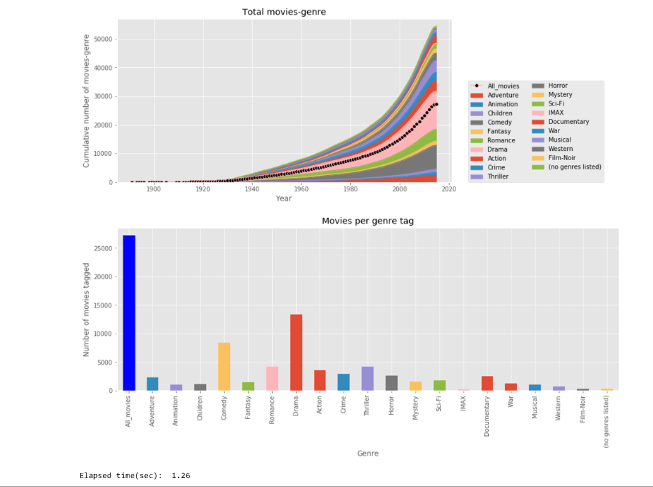 Total movies-genre
50000
40000
30000
20000
10000
0
Cumulative number of movies-genre
1900 1920 1940 1960 1980 2000 2020
Year
All_movies
Adventure
Animation
Children
Comedy
Fantasy
Romance
Drama
Action
Crime
Thriller
Horror
Mystery
Sci-Fi
IMAX
Documentary
War
Musical
Western
Film-Noir
(no genres listed)
Movies per genre tag
25000
20000
15000
10000
5000
0
Number of movies tagged
All_movies
Adventure
Animation
Children
Comedy
Fantasy
Romance
Drama
Action
Crime
Thriller
Horror
Mystery
Sci-Fi
IMAX
Documentary
War
Musical
Western
Film-Noir
(no genres listed)
Genre
Elapsed time(sec): 1.26